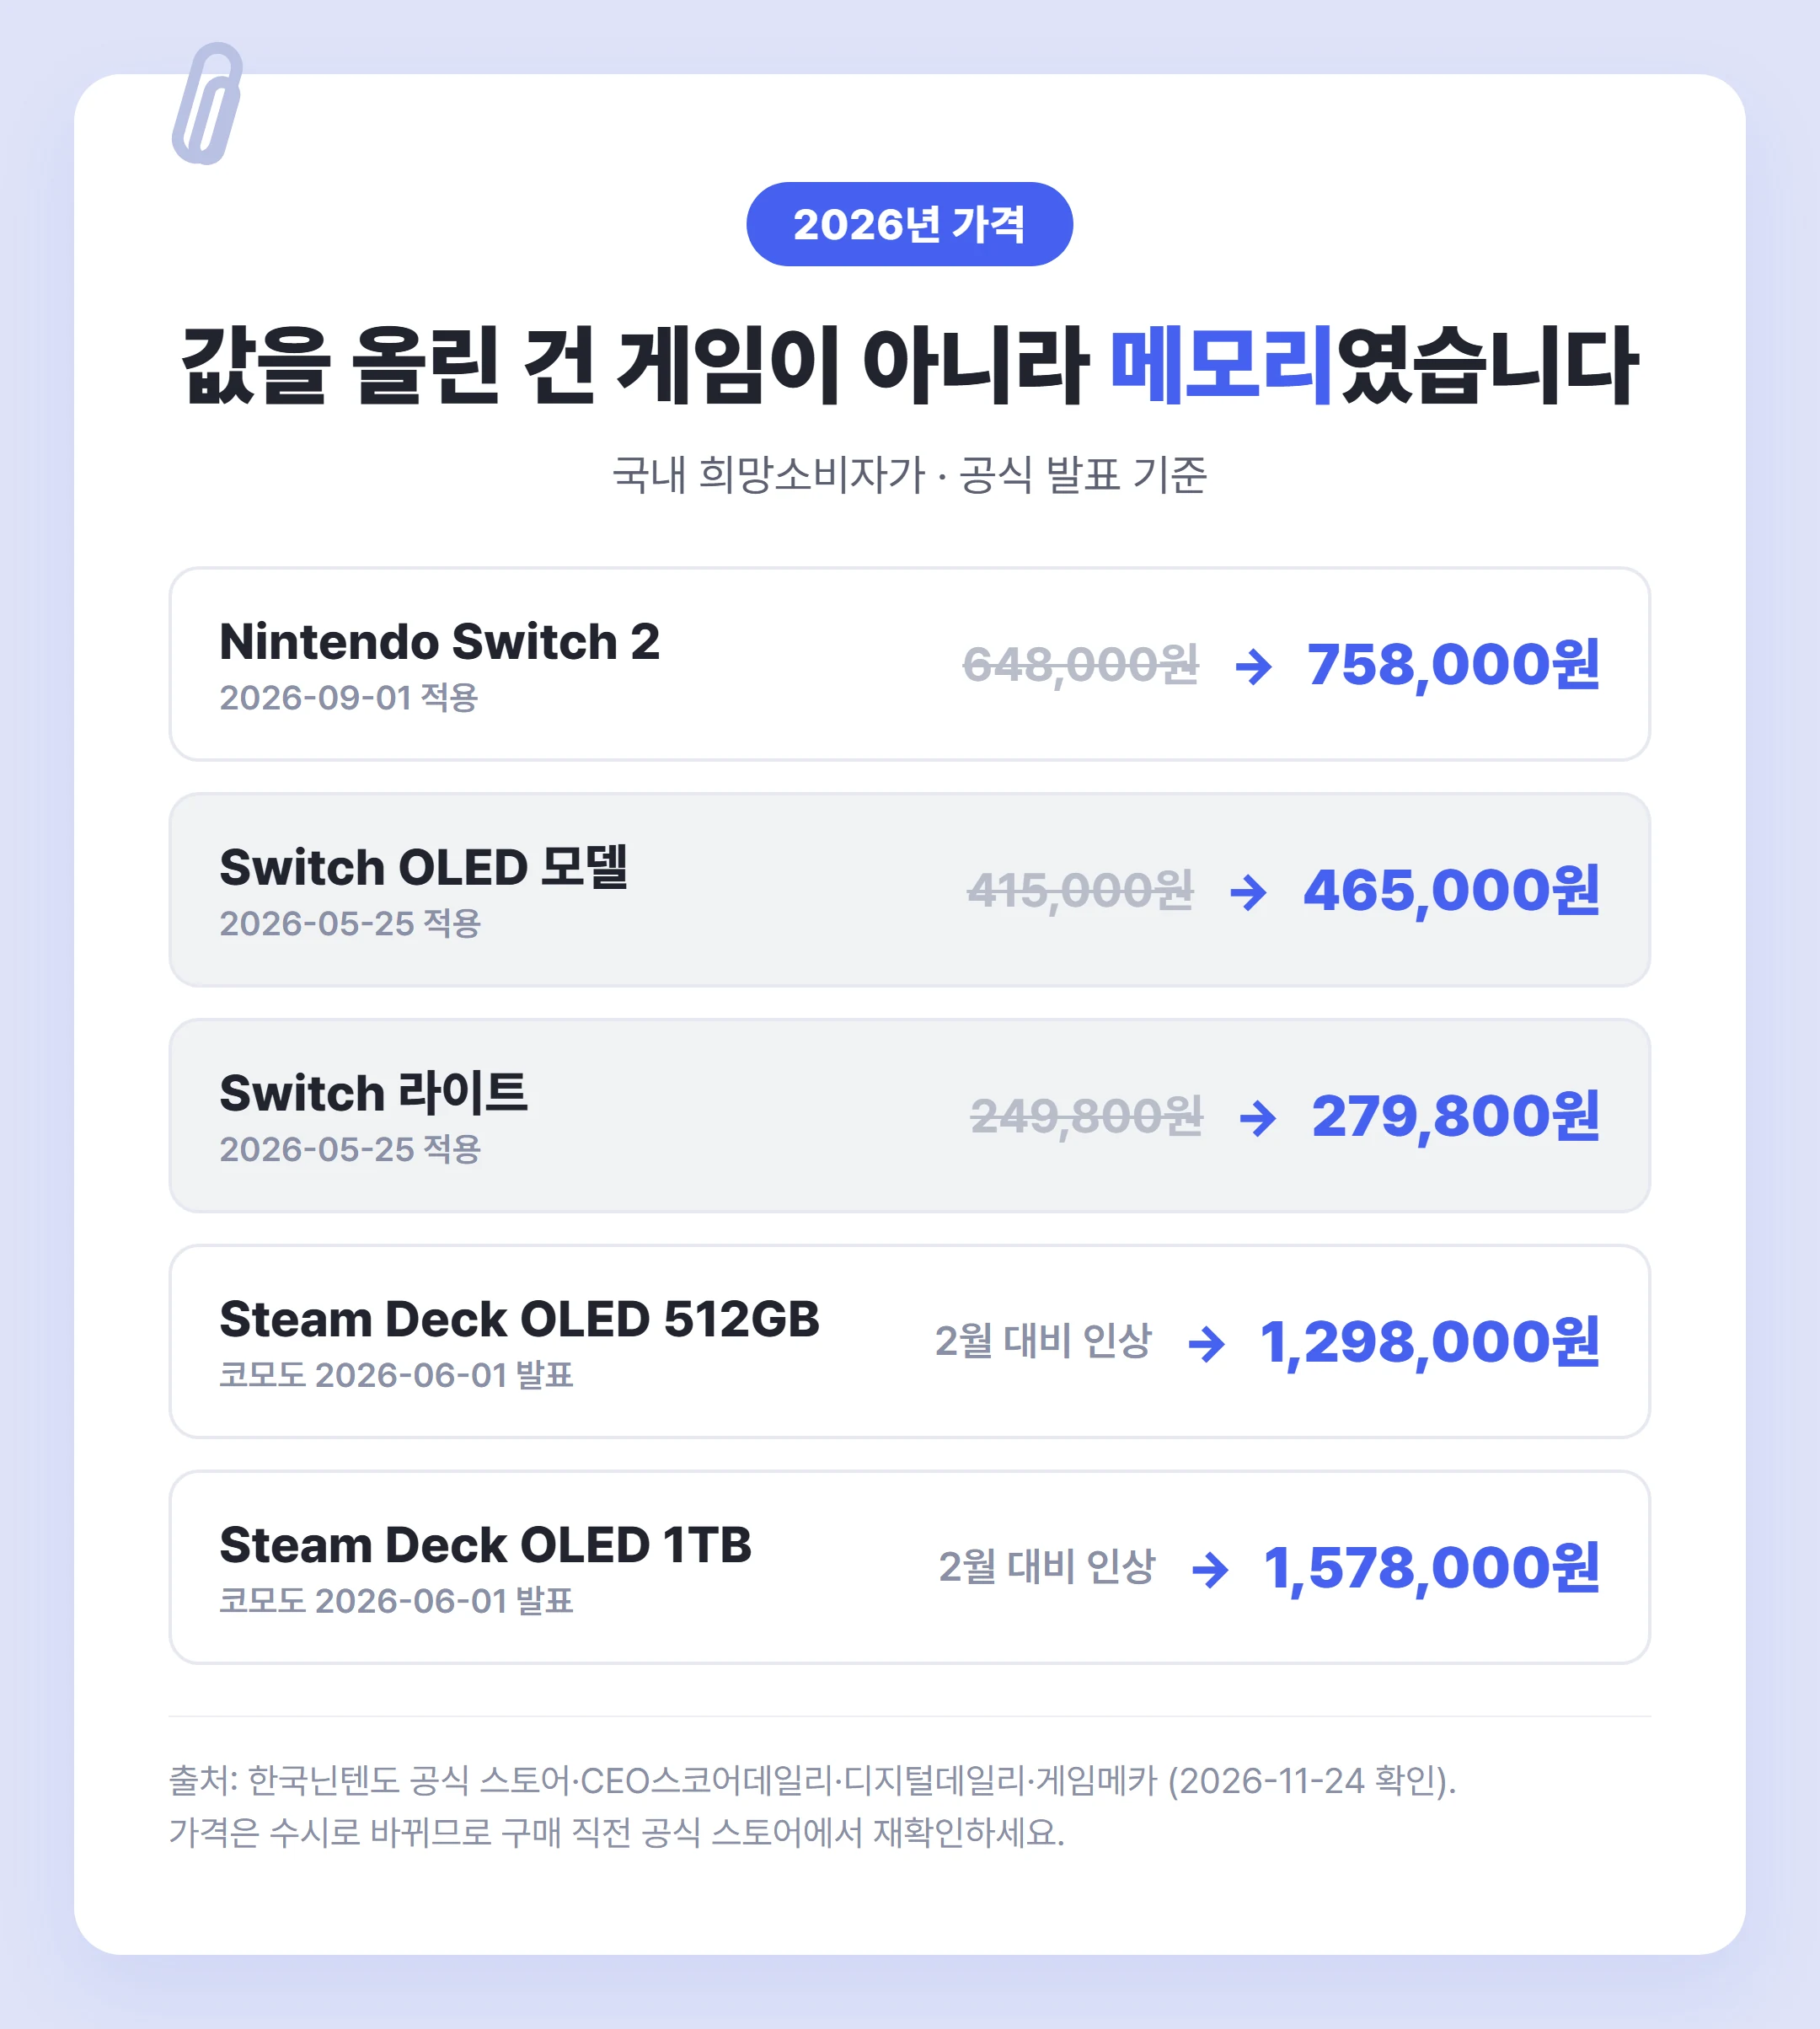 2026년 가격
값을 올린 건 게임이 아니라 메모리였습니다
국내 희망소비자가 · 공식 발표 기준
Nintendo Switch 2
2026-09-01 적용
648,000원 → 758,000원
Switch OLED 모델
2026-05-25 적용
415,000원 → 465,000원
Switch 라이트
2026-05-25 적용
249,800원 → 279,800원
Steam Deck OLED 512GB
코모도 2026-06-01 발표
2월 대비 인상 → 1,298,000원
Steam Deck OLED 1TB
코모도 2026-06-01 발표
2월 대비 인상 → 1,578,000원
출처: 한국닌텐도 공식 스토어·CEO스코어데일리·디지털데일리·게임메카 (2026-11-24 확인).
가격은 수시로 바뀌므로 구매 직전 공식 스토어에서 재확인하세요.